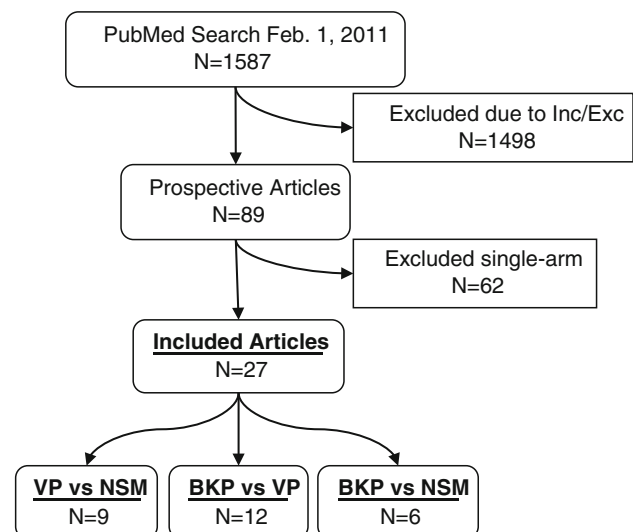 PubMed Search Feb. 1, 2011
N=1587
Excluded due to Inc/Exc
N=1498
Prospective Articles
N=89
Excluded single-arm
N=62
Included Articles
N=27
VP vs NSM
N=9
BKP vs VP
N=12
BKP vs NSM
N=6